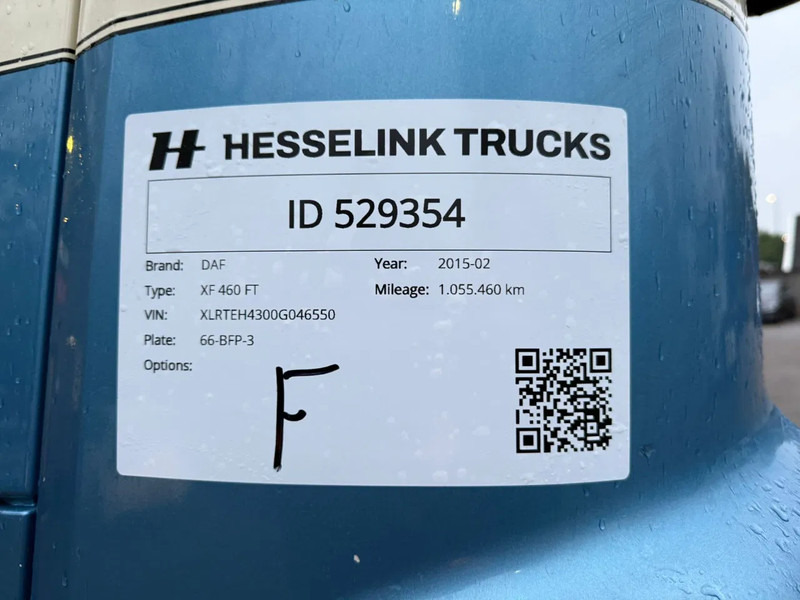 H HESSELINK TRUCKS
ID 529354
Brand: DAF Year: 2015-02
Type: XF 460 FT Mileage: 1.055.460 km
VIN: XLRTEH4300G046550
Plate: 66-BFP-3
Options:
F